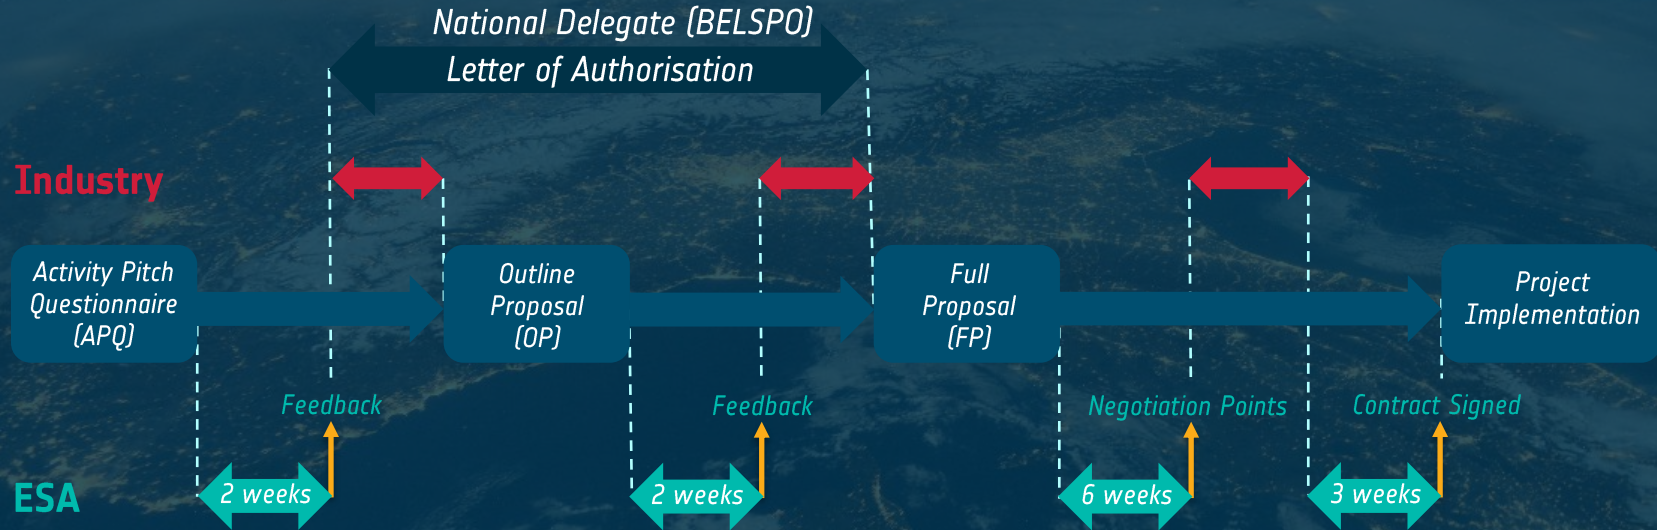 National Delegate (BELSPO)
Letter of Authorisation
Industry
Activity Pitch
Questionnaire
(APQ)
Outline
Proposal
(OP)
Full
Proposal
(FP)
Project
Implementation
Feedback
Feedback
Negotiation Points
Contract Signed
ESA
2 weeks
2 weeks
6 weeks
3 weeks